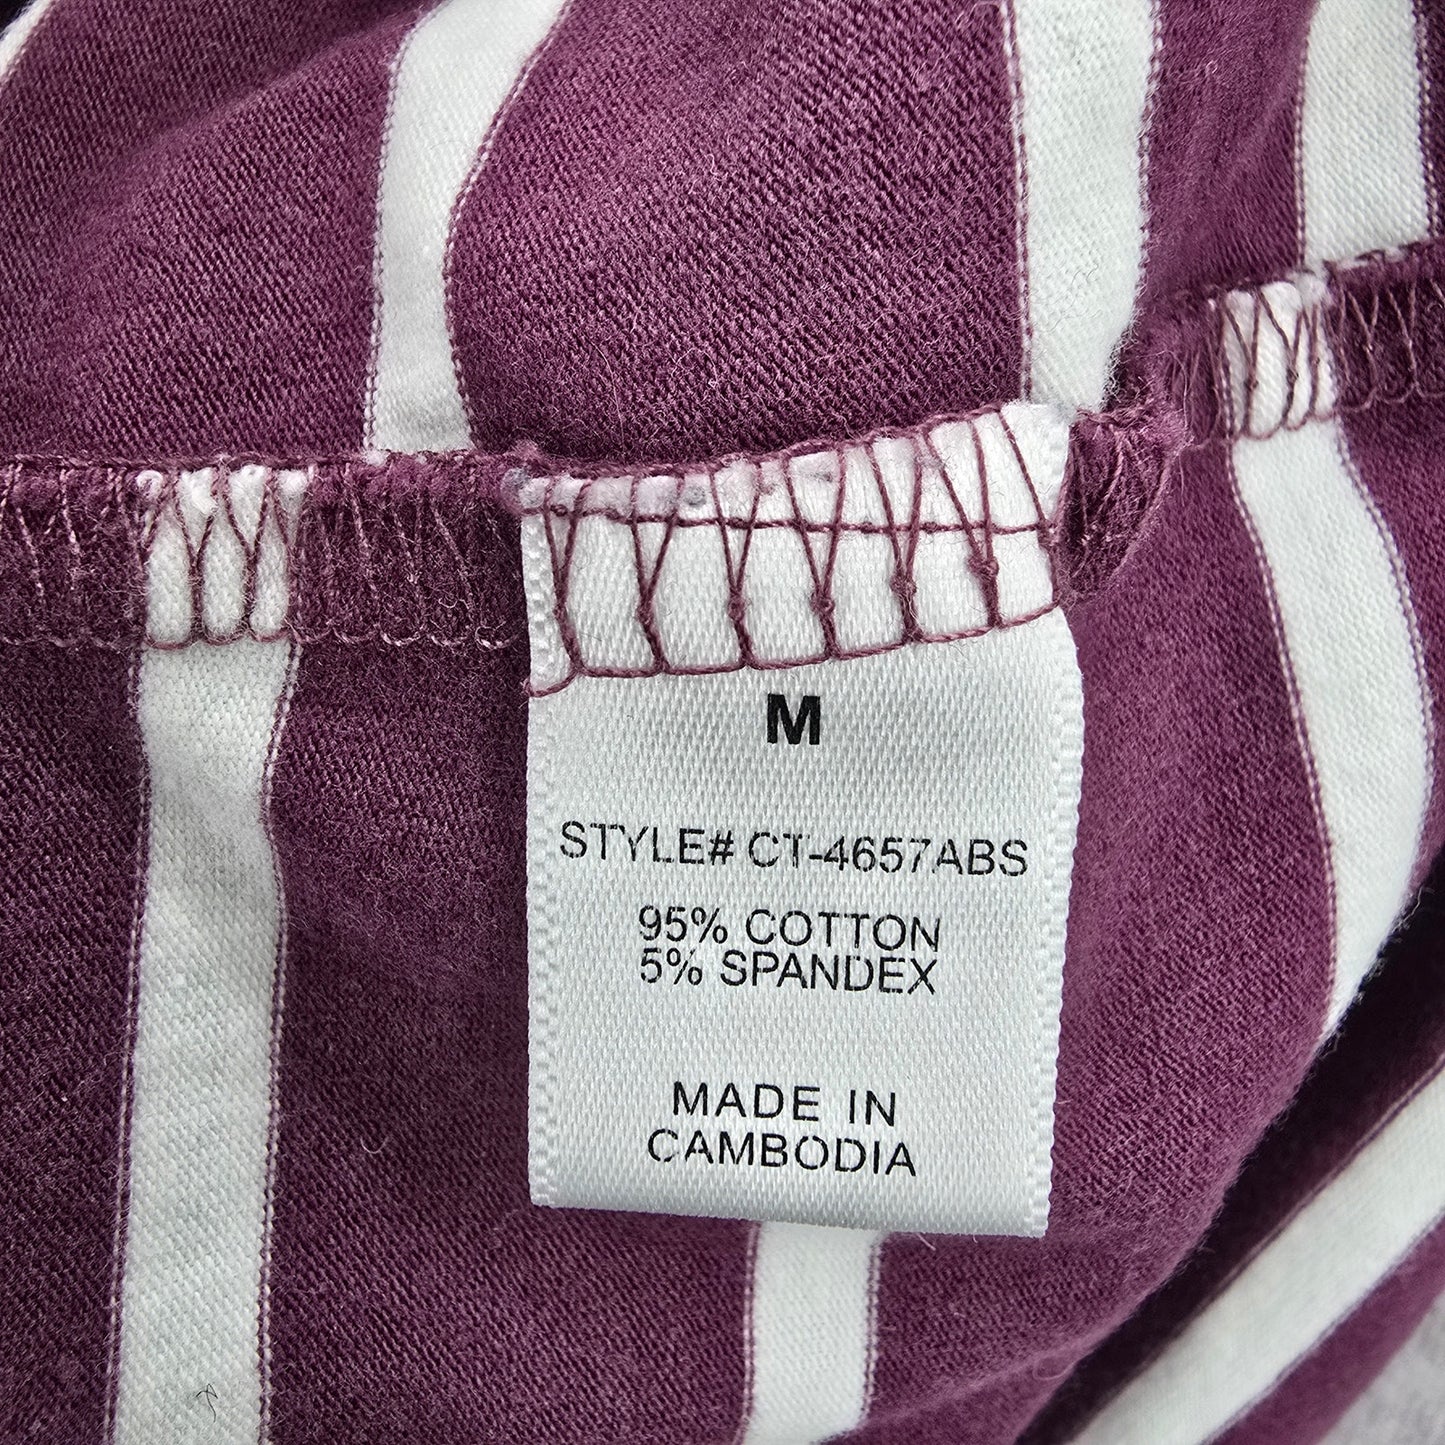 M
STYLE# CT-4657ABS
95% COTTON
5% SPANDEX
MADE IN
CAMBODIA